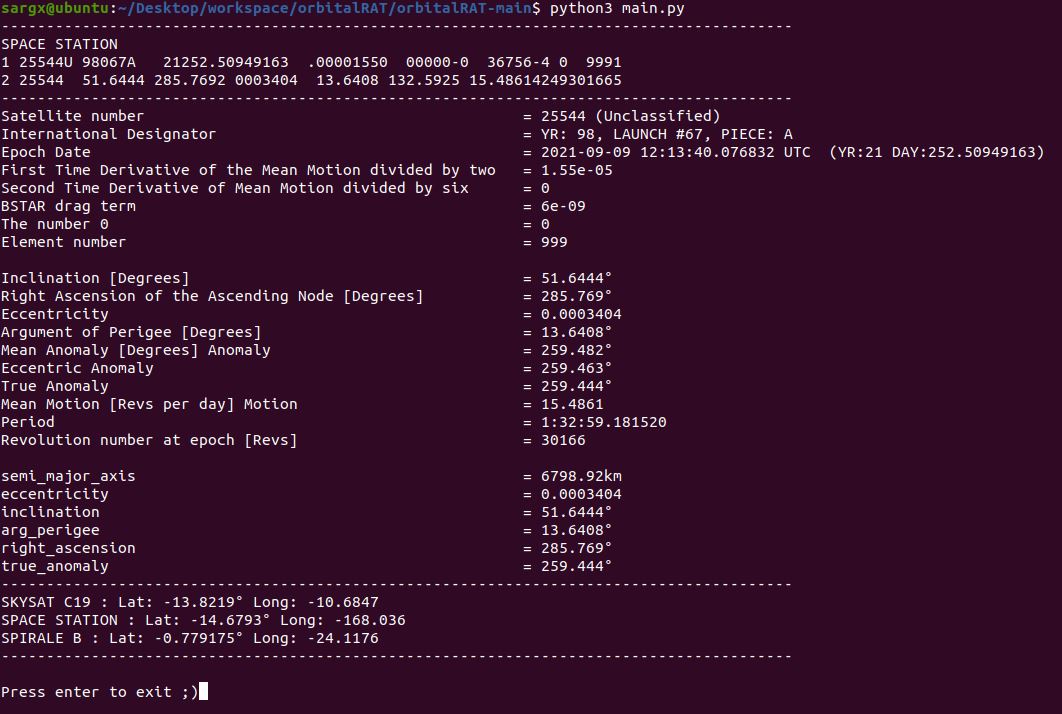 sargx@ubuntu:~/Desktop/workspace/orbitalRAT/orbitalRAT-main$ python3 main.py
----------------------------------------------------------------------------------------
SPACE STATION
1 25544U 98067A   21252.50949163  .00001550  00000-0  36756-4 0  9991
2 25544  51.6444 285.7692 0003404  13.6408 132.5925 15.48614249301665
----------------------------------------------------------------------------------------
Satellite number                                          = 25544 (Unclassified)
International Designator                                  = YR: 98, LAUNCH #67, PIECE: A
Epoch Date                                                = 2021-09-09 12:13:40.076832 UTC  (YR:21 DAY:252.50949163)
First Time Derivative of the Mean Motion divided by two   = 1.55e-05
Second Time Derivative of Mean Motion divided by six      = 0
BSTAR drag term                                           = 6e-09
The number 0                                              = 0
Element number                                            = 999
Inclination [Degrees]                                     = 51.6444°
Right Ascension of the Ascending Node [Degrees]           = 285.769°
Eccentricity                                              = 0.0003404
Argument of Perigee [Degrees]                             = 13.6408°
Mean Anomaly [Degrees] Anomaly                            = 259.482°
Eccentric Anomaly                                         = 259.463°
True Anomaly                                              = 259.444°
Mean Motion [Revs per day] Motion                         = 15.4861
Period                                                    = 1:32:59.181520
Revolution number at epoch [Revs]                         = 30166
semi_major_axis                                           = 6798.92km
eccentricity                                              = 0.0003404
inclination                                               = 51.6444°
arg_perigee                                               = 13.6408°
right_ascension                                           = 285.769°
true_anomaly                                              = 259.444°
----------------------------------------------------------------------------------------
SKYSAT C19 : Lat: -13.8219° Long: -10.6847
SPACE STATION : Lat: -14.6793° Long: -168.036
SPIRALE B : Lat: -0.779175° Long: -24.1176
----------------------------------------------------------------------------------------
Press enter to exit ;)